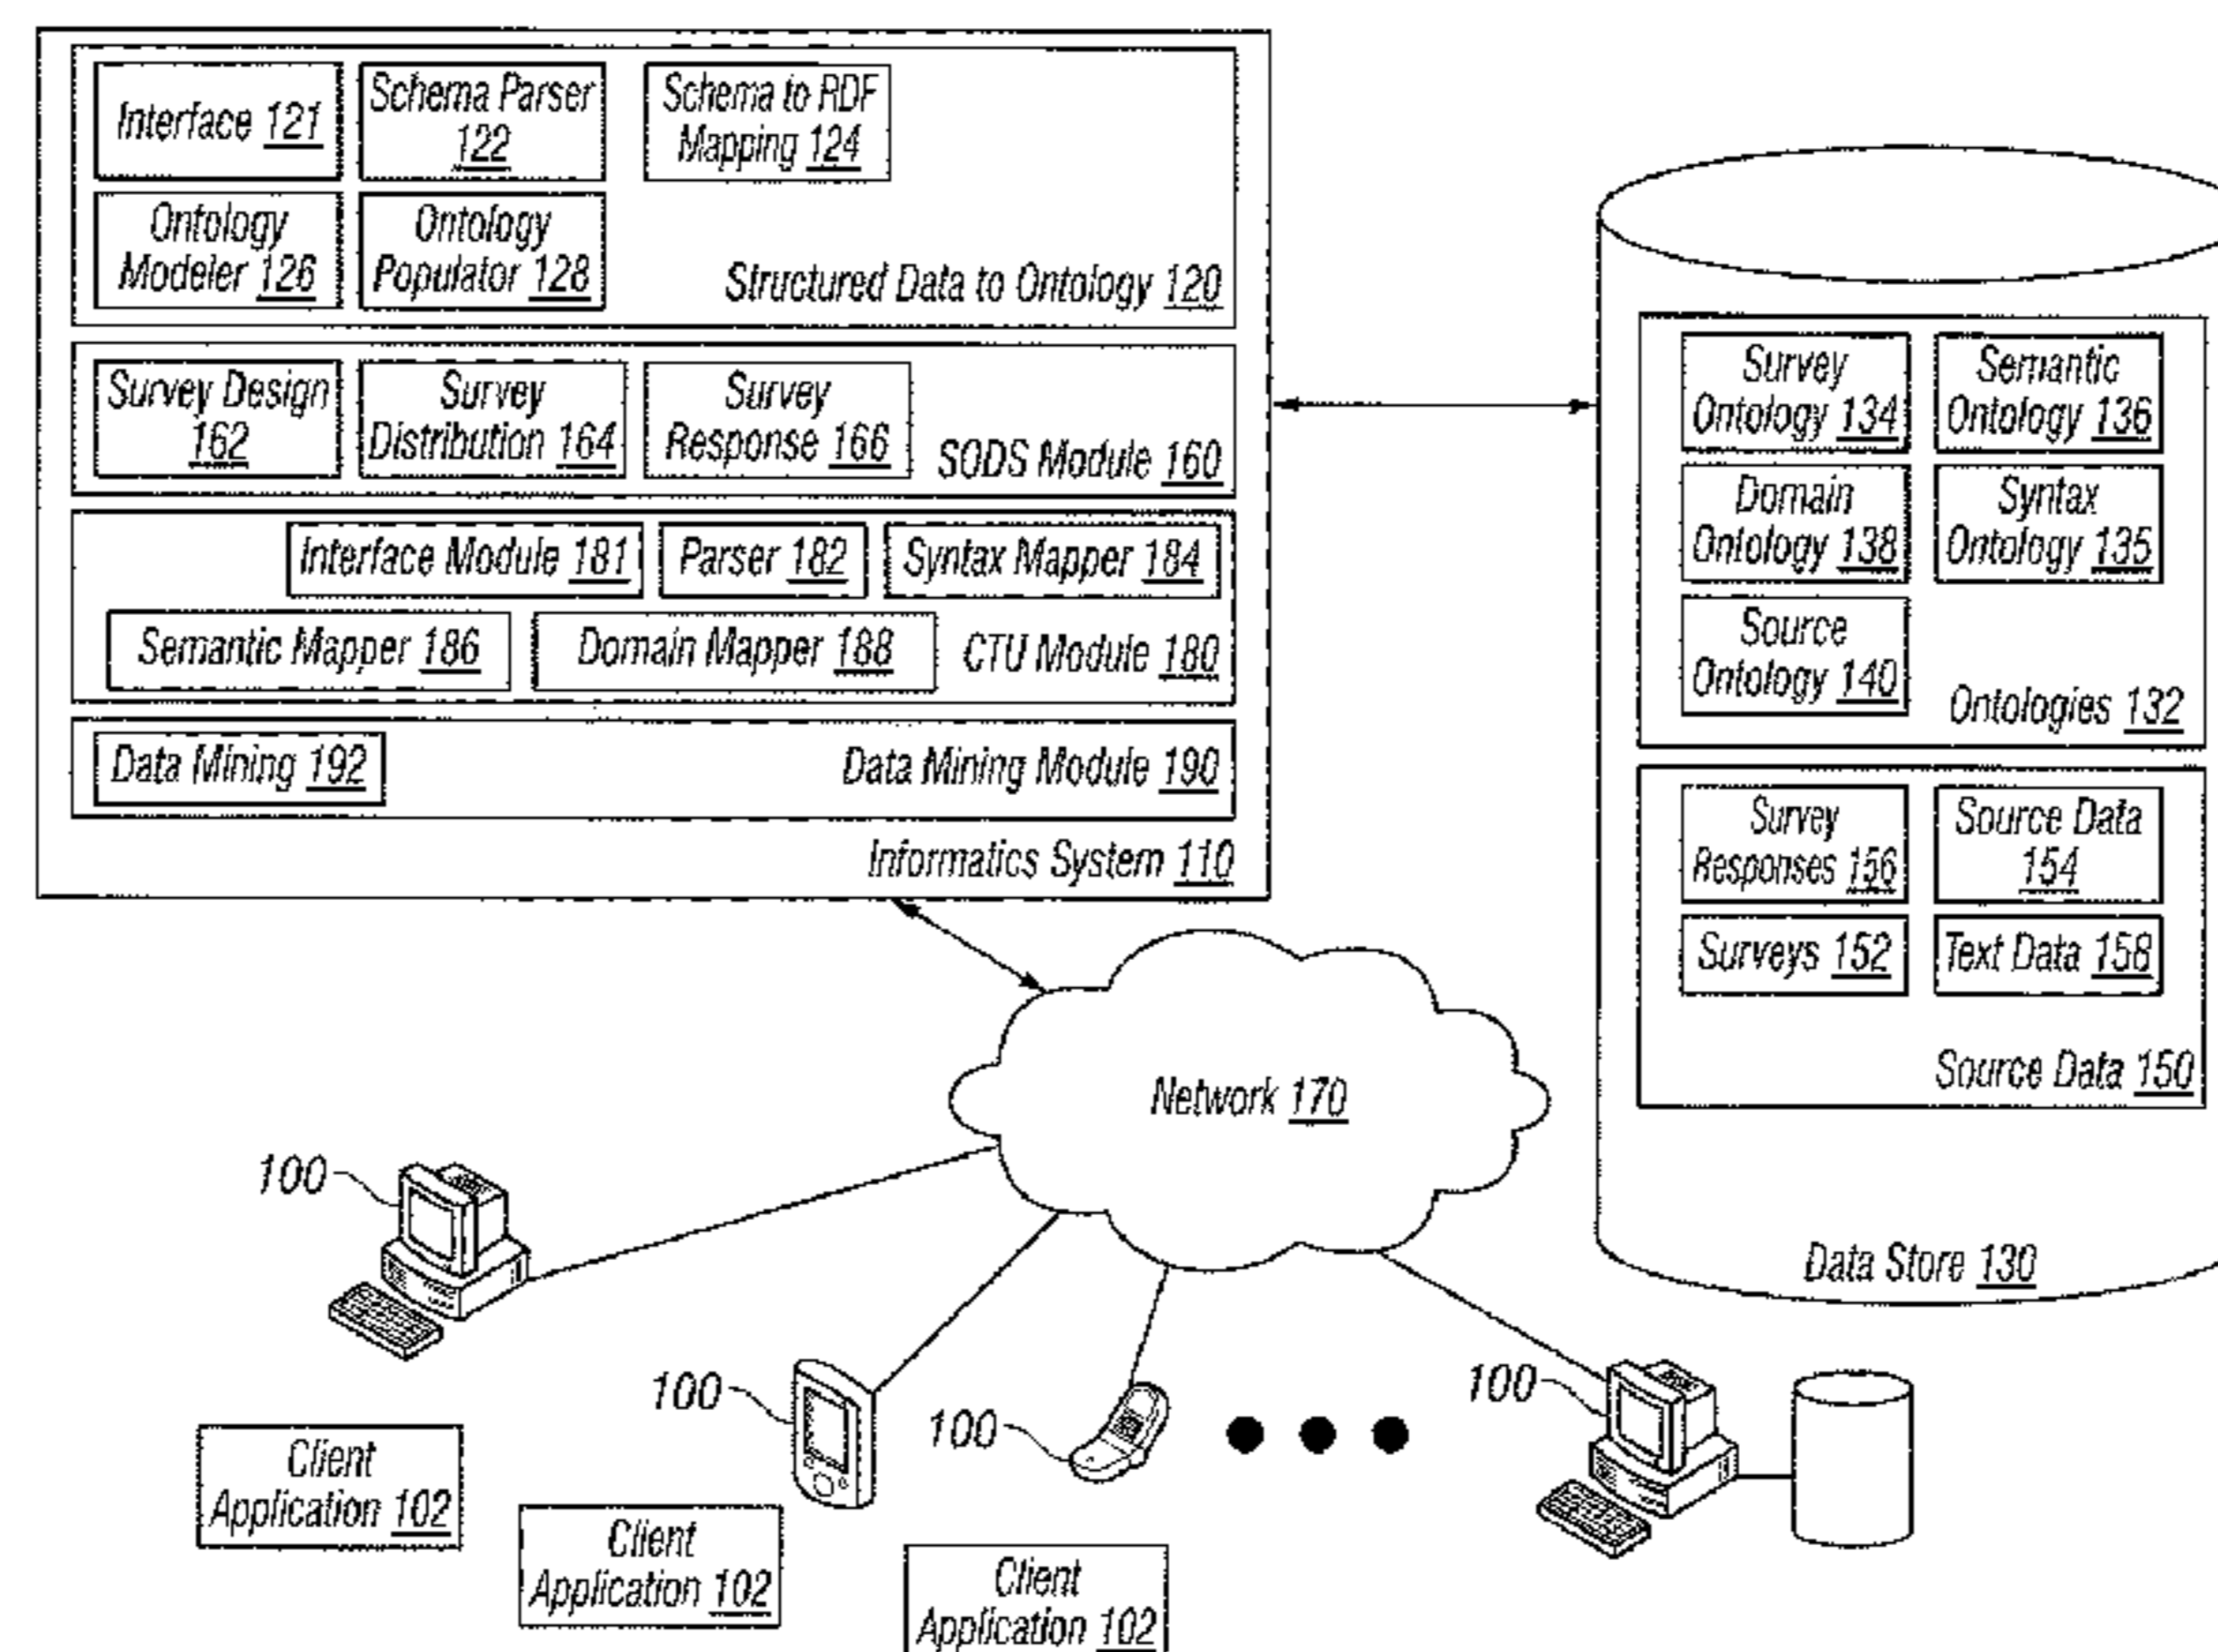 Interface 121
Schema Parser
122
Schema to RDF
Mapping 124
Ontology
Modeler 126
Ontology
Populator 128
Structured Data to Ontology 120
Survey Design
162
Survey
Distribution 164
Survey
Response 166
SODS Module 160
Interface Module 181
Parser 182
Syntax Mapper 184
Semantic Mapper 186
Domain Mapper 188
CTU Module 180
Data Mining 192
Data Mining Module 190
Informatics System 110
Survey
Ontology 134
Semantic
Ontology 136
Domain
Ontology 138
Syntax
Ontology 135
Source
Ontology 140
Ontologies 132
Survey
Responses 156
Source Data
154
Surveys 152
Text Data 158
Source Data 150
Data Store 130
Network 170
100
100
100
100
Client
Application 102
Client
Application 102
Client
Application 102